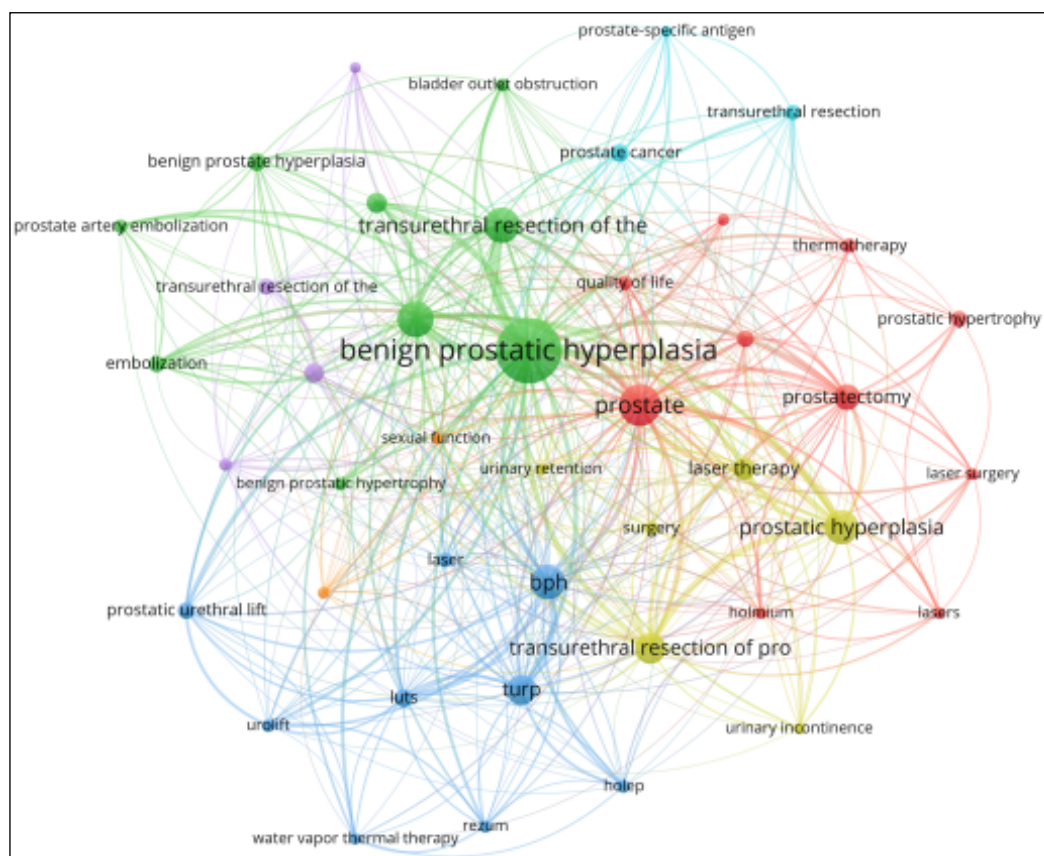 prostate-specific antigen
bladder outlet obstruction
transurethral resection
prostate cancer
benign prostate hyperplasia
prostate artery embolization
transurethral resection of the
thermotherapy
quality of life
transurethral resection of the
prostatic hypertrophy
benign prostatic hyperplasia
embolization
prostatectomy
prostate
sexual function
urinary retention
laser therapy
laser surgery
benign prostatic hypertrophy
surgery
prostatic hyperplasia
laser
bph
prostatic urethral lift
holmium
lasers
transurethral resection of pro
turp
luts
urolift
urinary incontinence
holep
rezum
water vapor thermal therapy